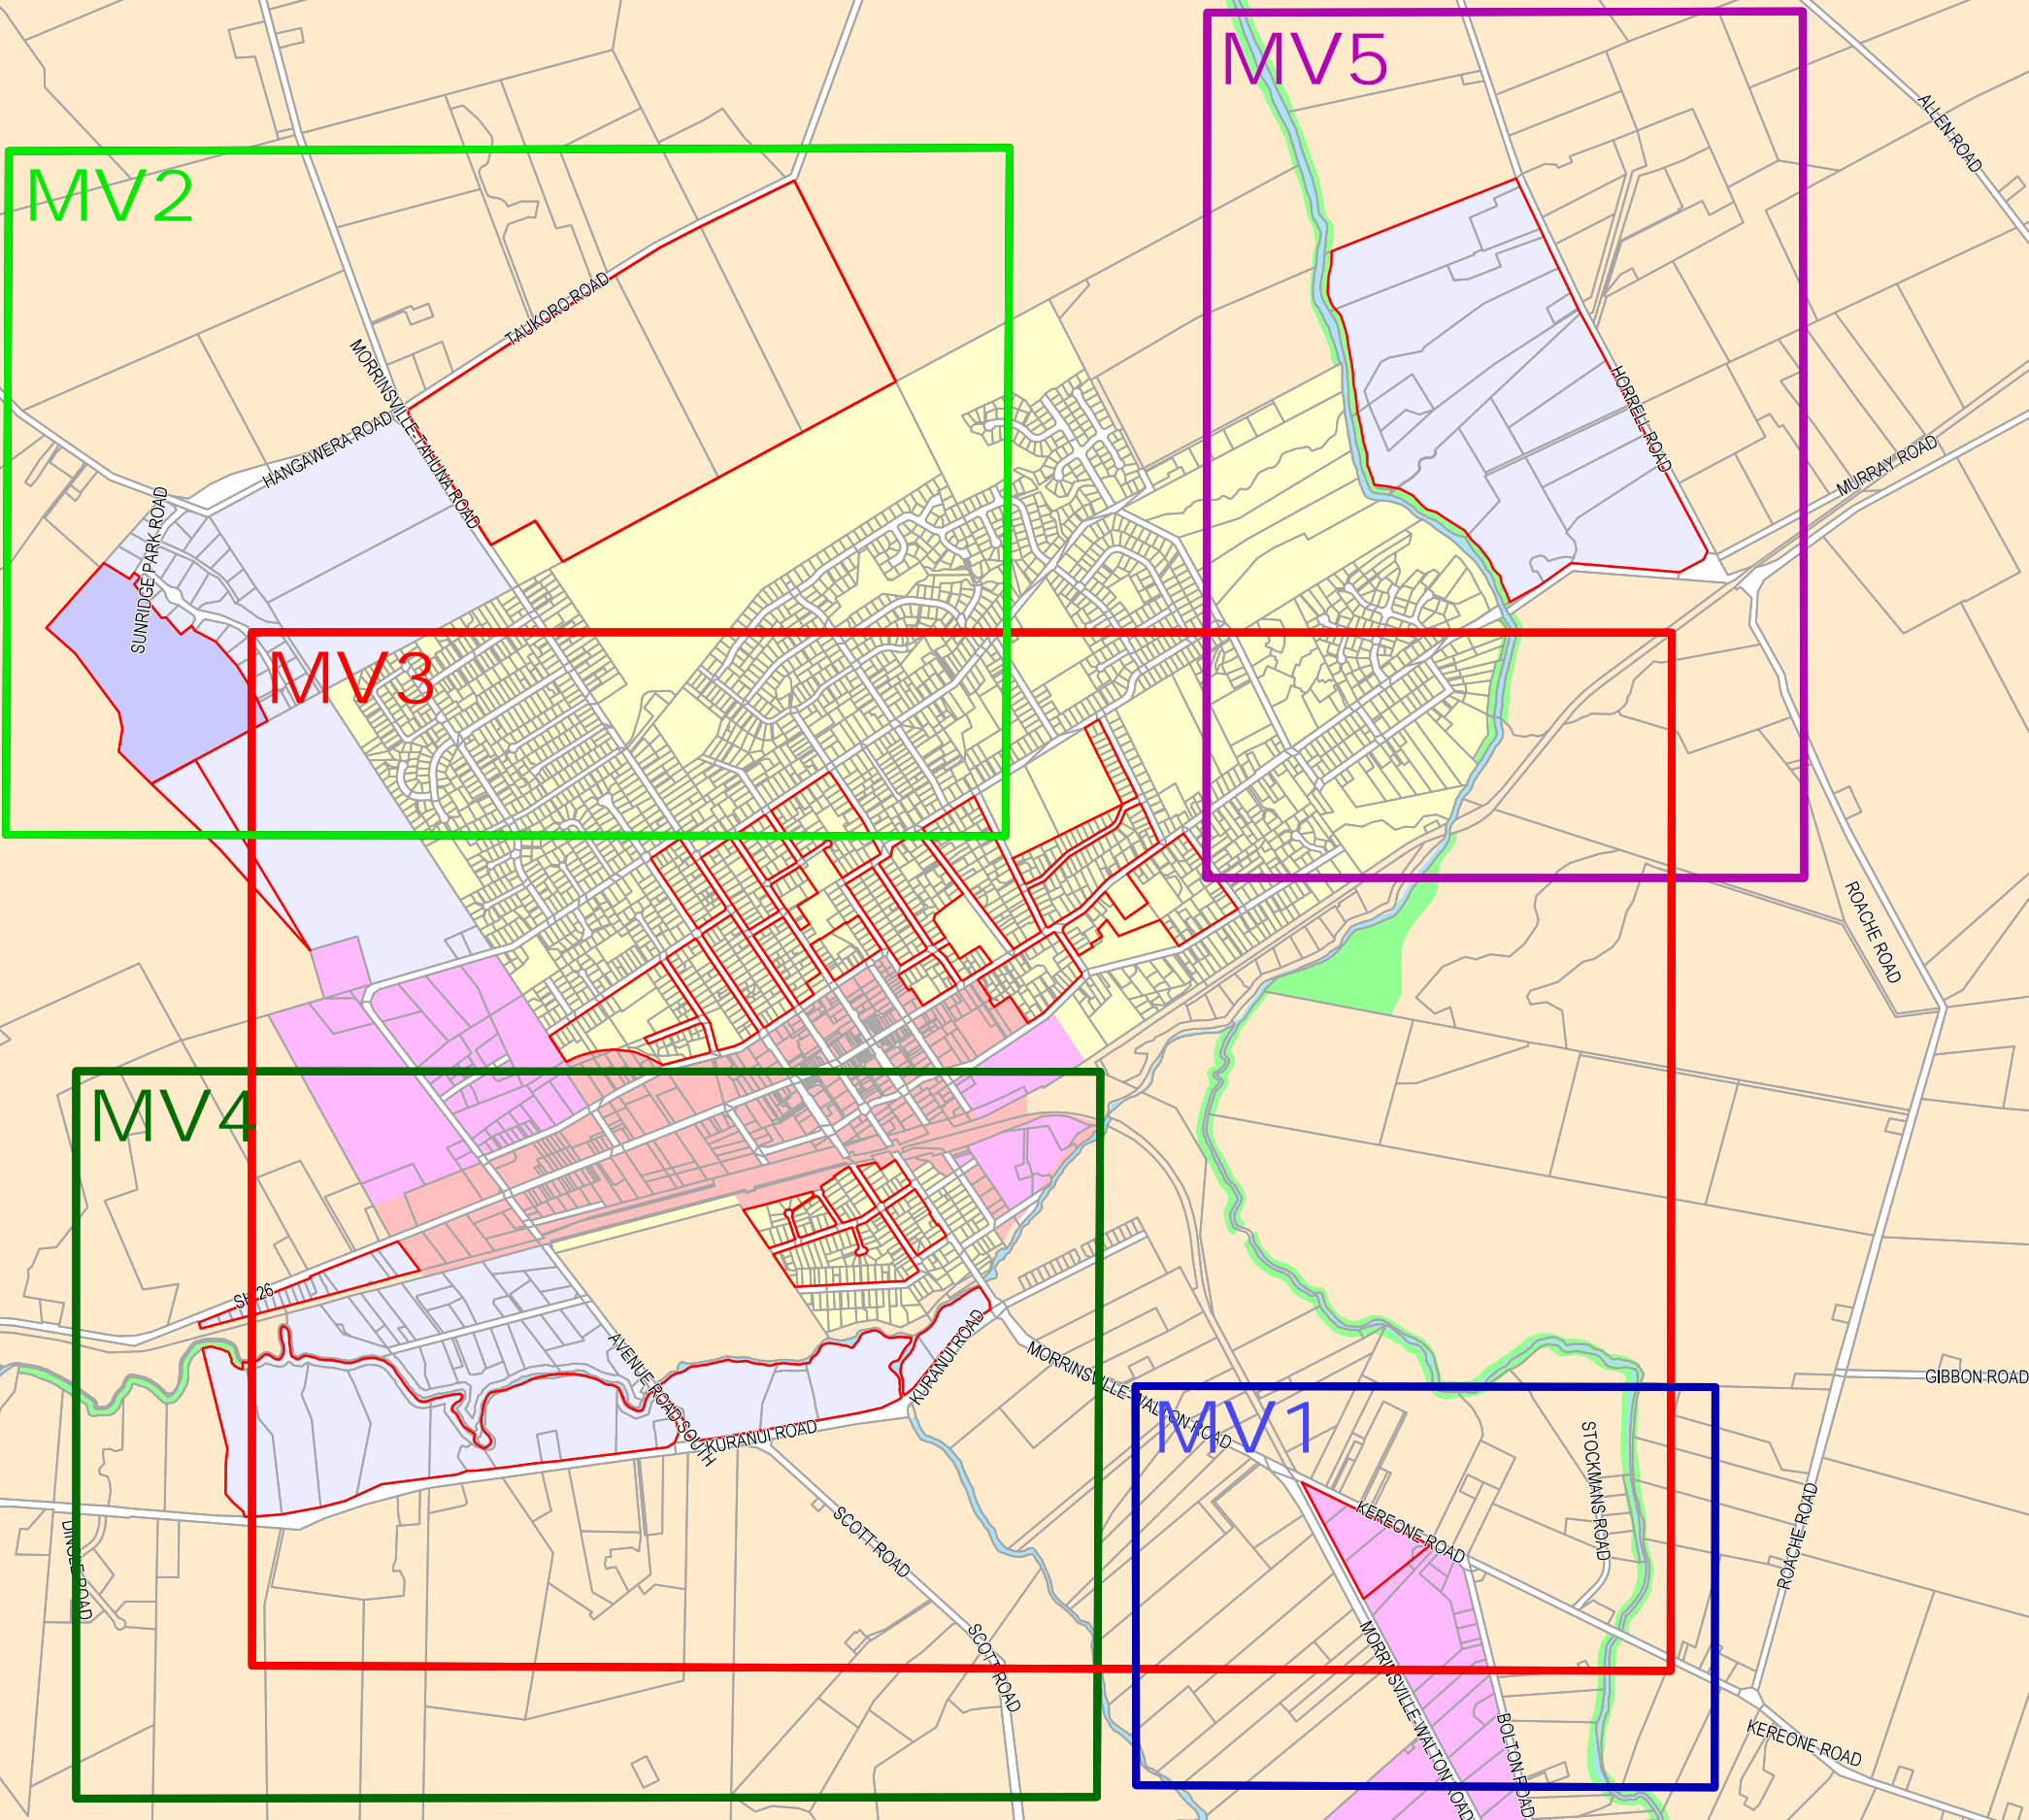 MV5
ALLEN ROAD
MV2
TAUKORO ROAD
MORRINSVILLE-TAHUNA ROAD
HANGAWERA ROAD
HORRELL ROAD
MURRAY ROAD
SUNRIDGE PARK ROAD
MV3
ROACHE ROAD
MV4
SH 26
KURANUI ROAD
AVENUE ROAD SOUTH
MORRINSVILLE-WALTON ROAD
GIBBON ROAD
KURANUI ROAD
MV1
STOCKMANS ROAD
KEREONE ROAD
ROACHE ROAD
SCOTT ROAD
DINGLE ROAD
SCOTT ROAD
MORRINSVILLE-WALTON ROAD
BOLTON ROAD
KEREONE ROAD